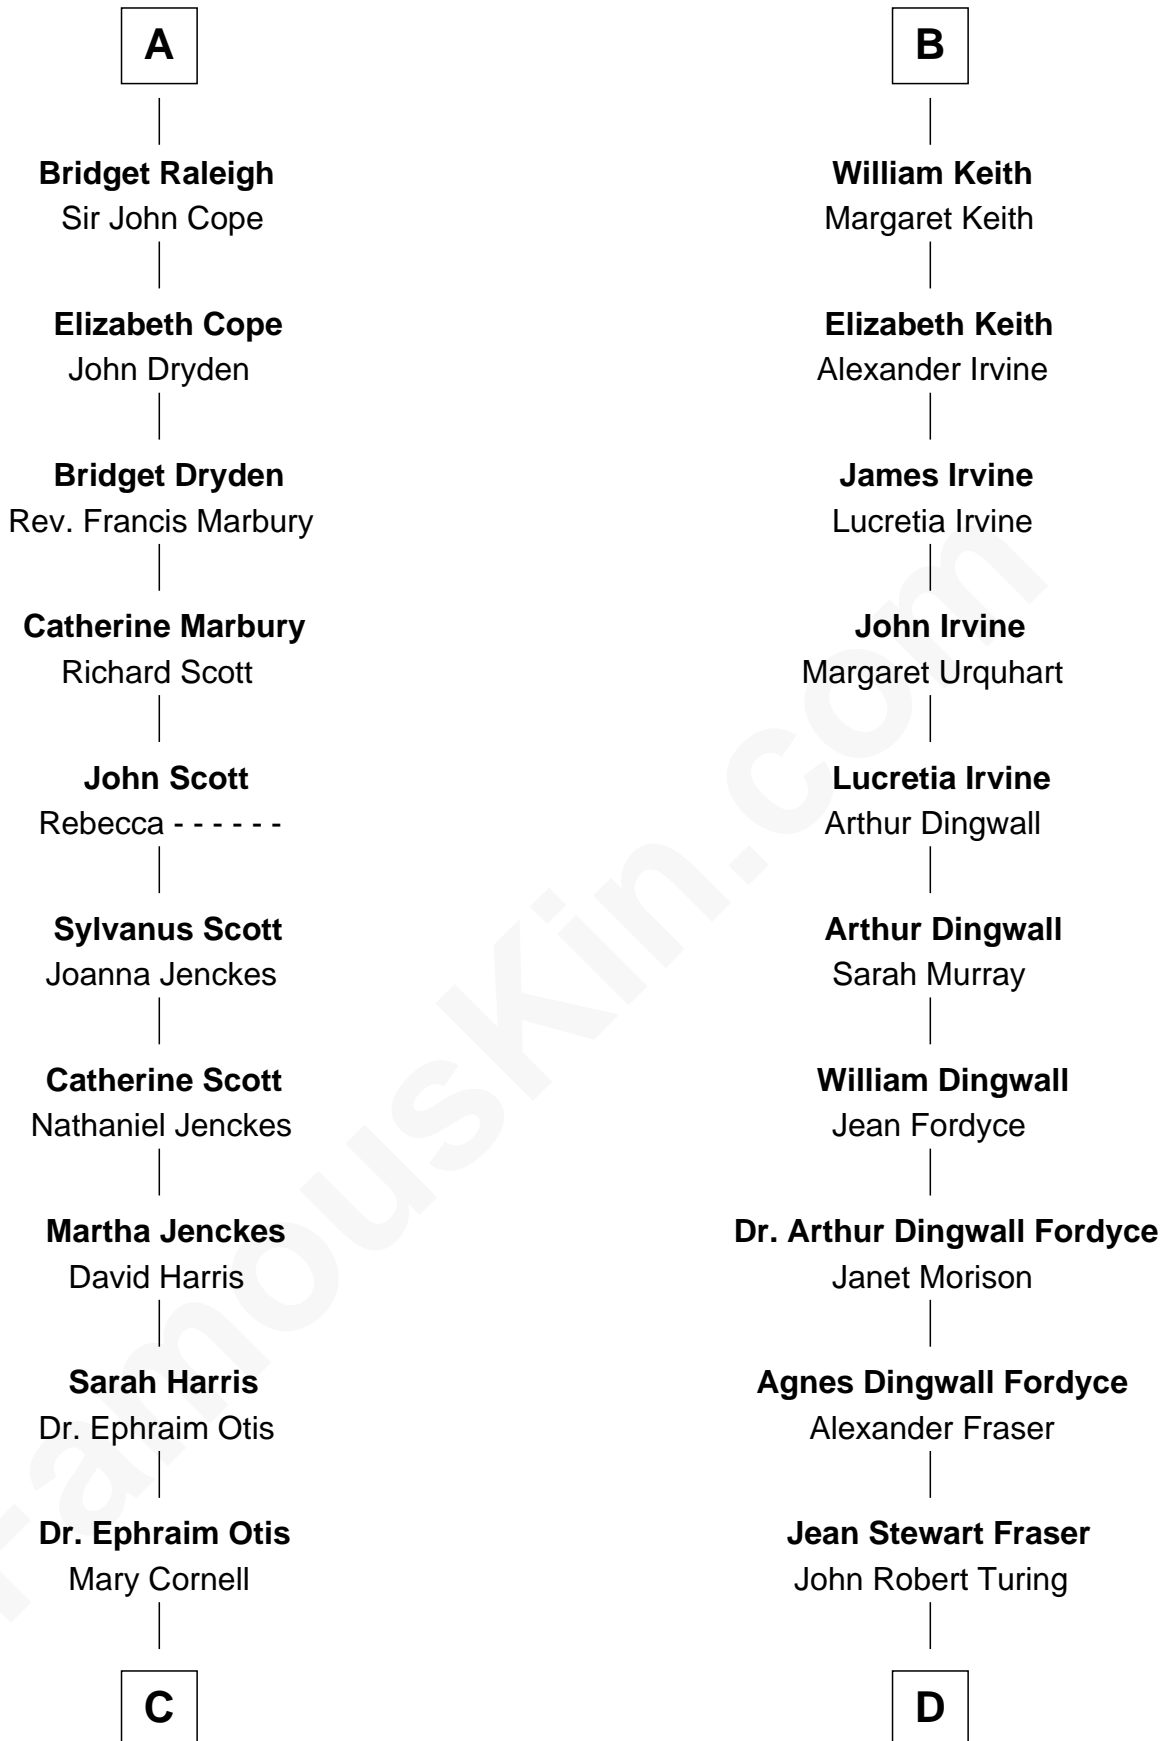 A
Bridget Raleigh
Sir John Cope
Elizabeth Cope
John Dryden
Bridget Dryden
Rev. Francis Marbury
Catherine Marbury
Richard Scott
John Scott
Rebecca - - - - - -
Sylvanus Scott
Joanna Jenckes
Catherine Scott
Nathaniel Jenckes
Martha Jenckes
David Harris
Sarah Harris
Dr. Ephraim Otis
Dr. Ephraim Otis
Mary Cornell
C
B
William Keith
Margaret Keith
Elizabeth Keith
Alexander Irvine
James Irvine
Lucretia Irvine
John Irvine
Margaret Urquhart
Lucretia Irvine
Arthur Dingwall
Arthur Dingwall
Sarah Murray
William Dingwall
Jean Fordyce
Dr. Arthur Dingwall Fordyce
Janet Morison
Agnes Dingwall Fordyce
Alexander Fraser
Jean Stewart Fraser
John Robert Turing
D
FamousKin.com